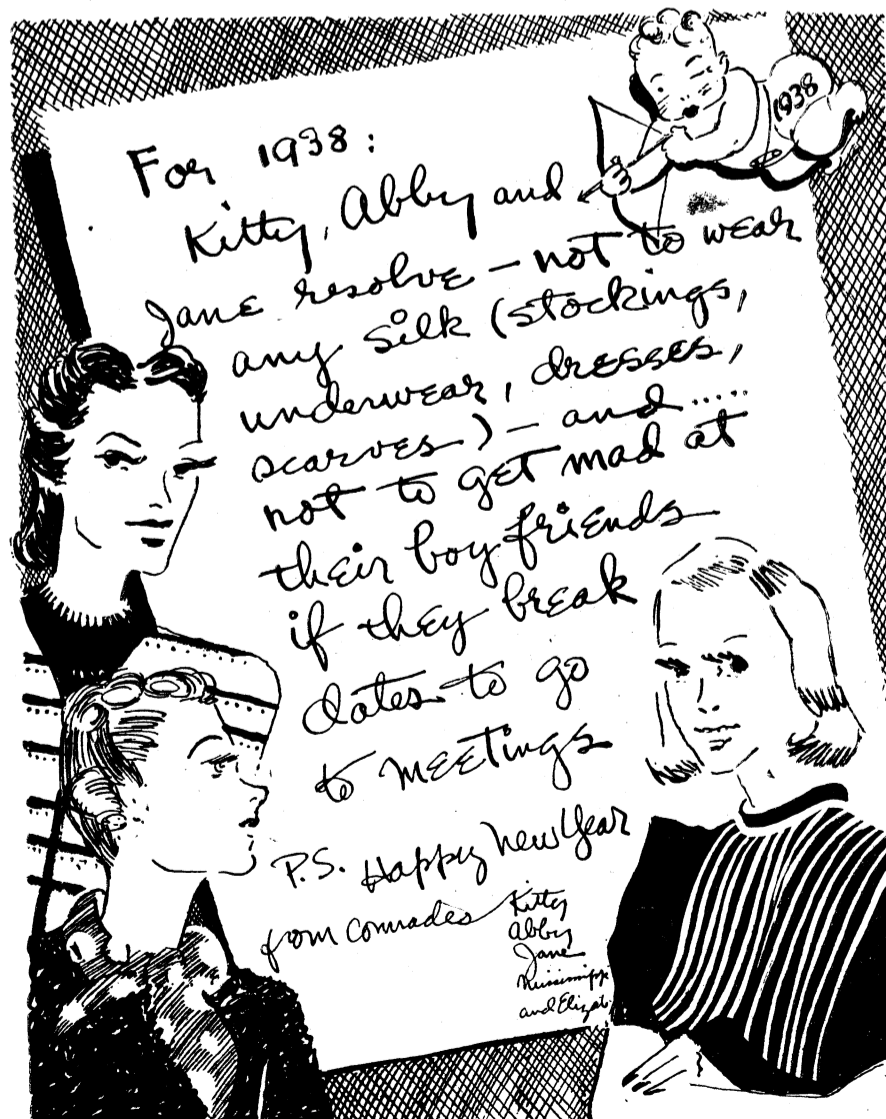 1938
For 1938:
Kitty, Abby and
Jane resolve – not to wear
any silk (stockings,
underwear, dresses,
scarves) – and .....
not to get mad at
their boy friends
if they break
dates to go
to meetings
P.S. Happy New Year
from comrades Kitty
Abby
Jane
Mississippi
and Elizab